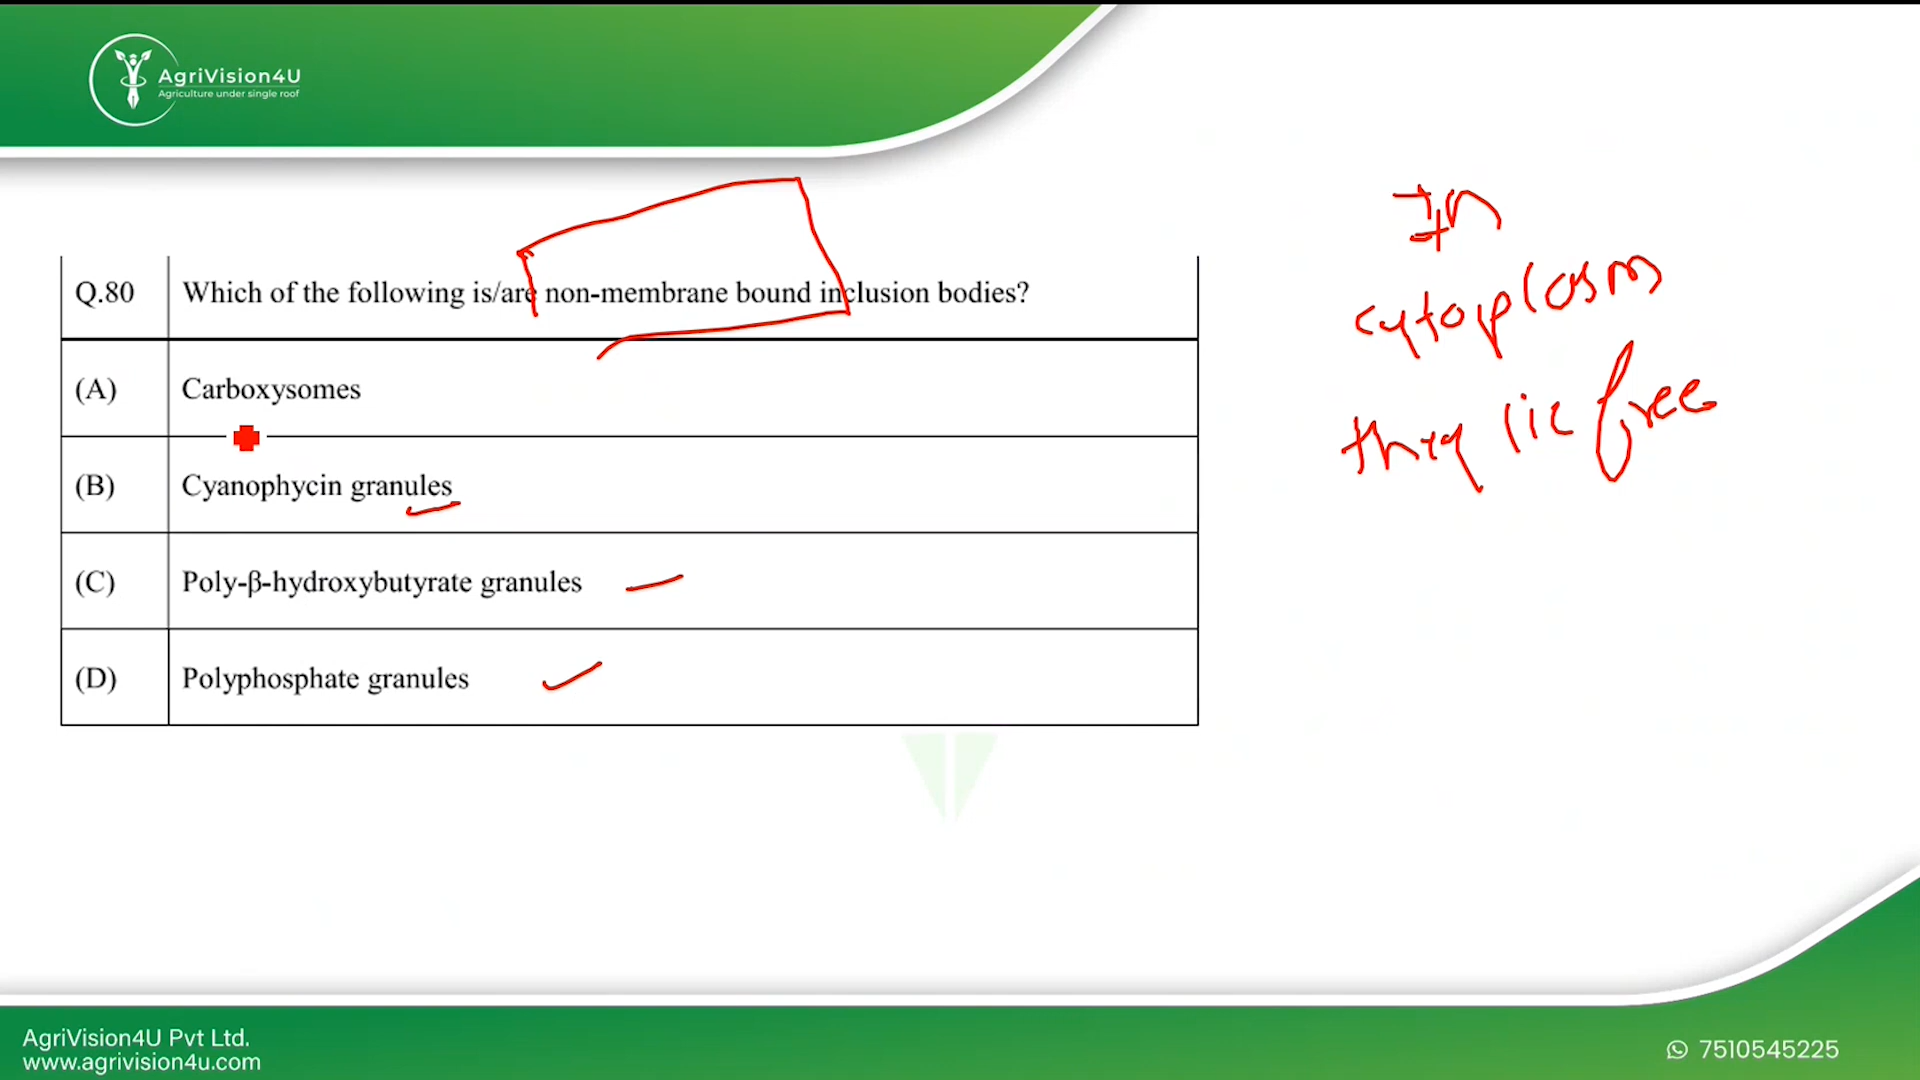 AgriVision4U
Agriculture under single roof
Q.80 Which of the following is/are non-membrane bound inclusion bodies?
(A) Carboxysomes
(B) Cyanophycin granules
(C) Poly-β-hydroxybutyrate granules
(D) Polyphosphate granules
In
cytoplasm
they lie free
AgriVision4U Pvt Ltd.
www.agrivision4u.com
7510545225